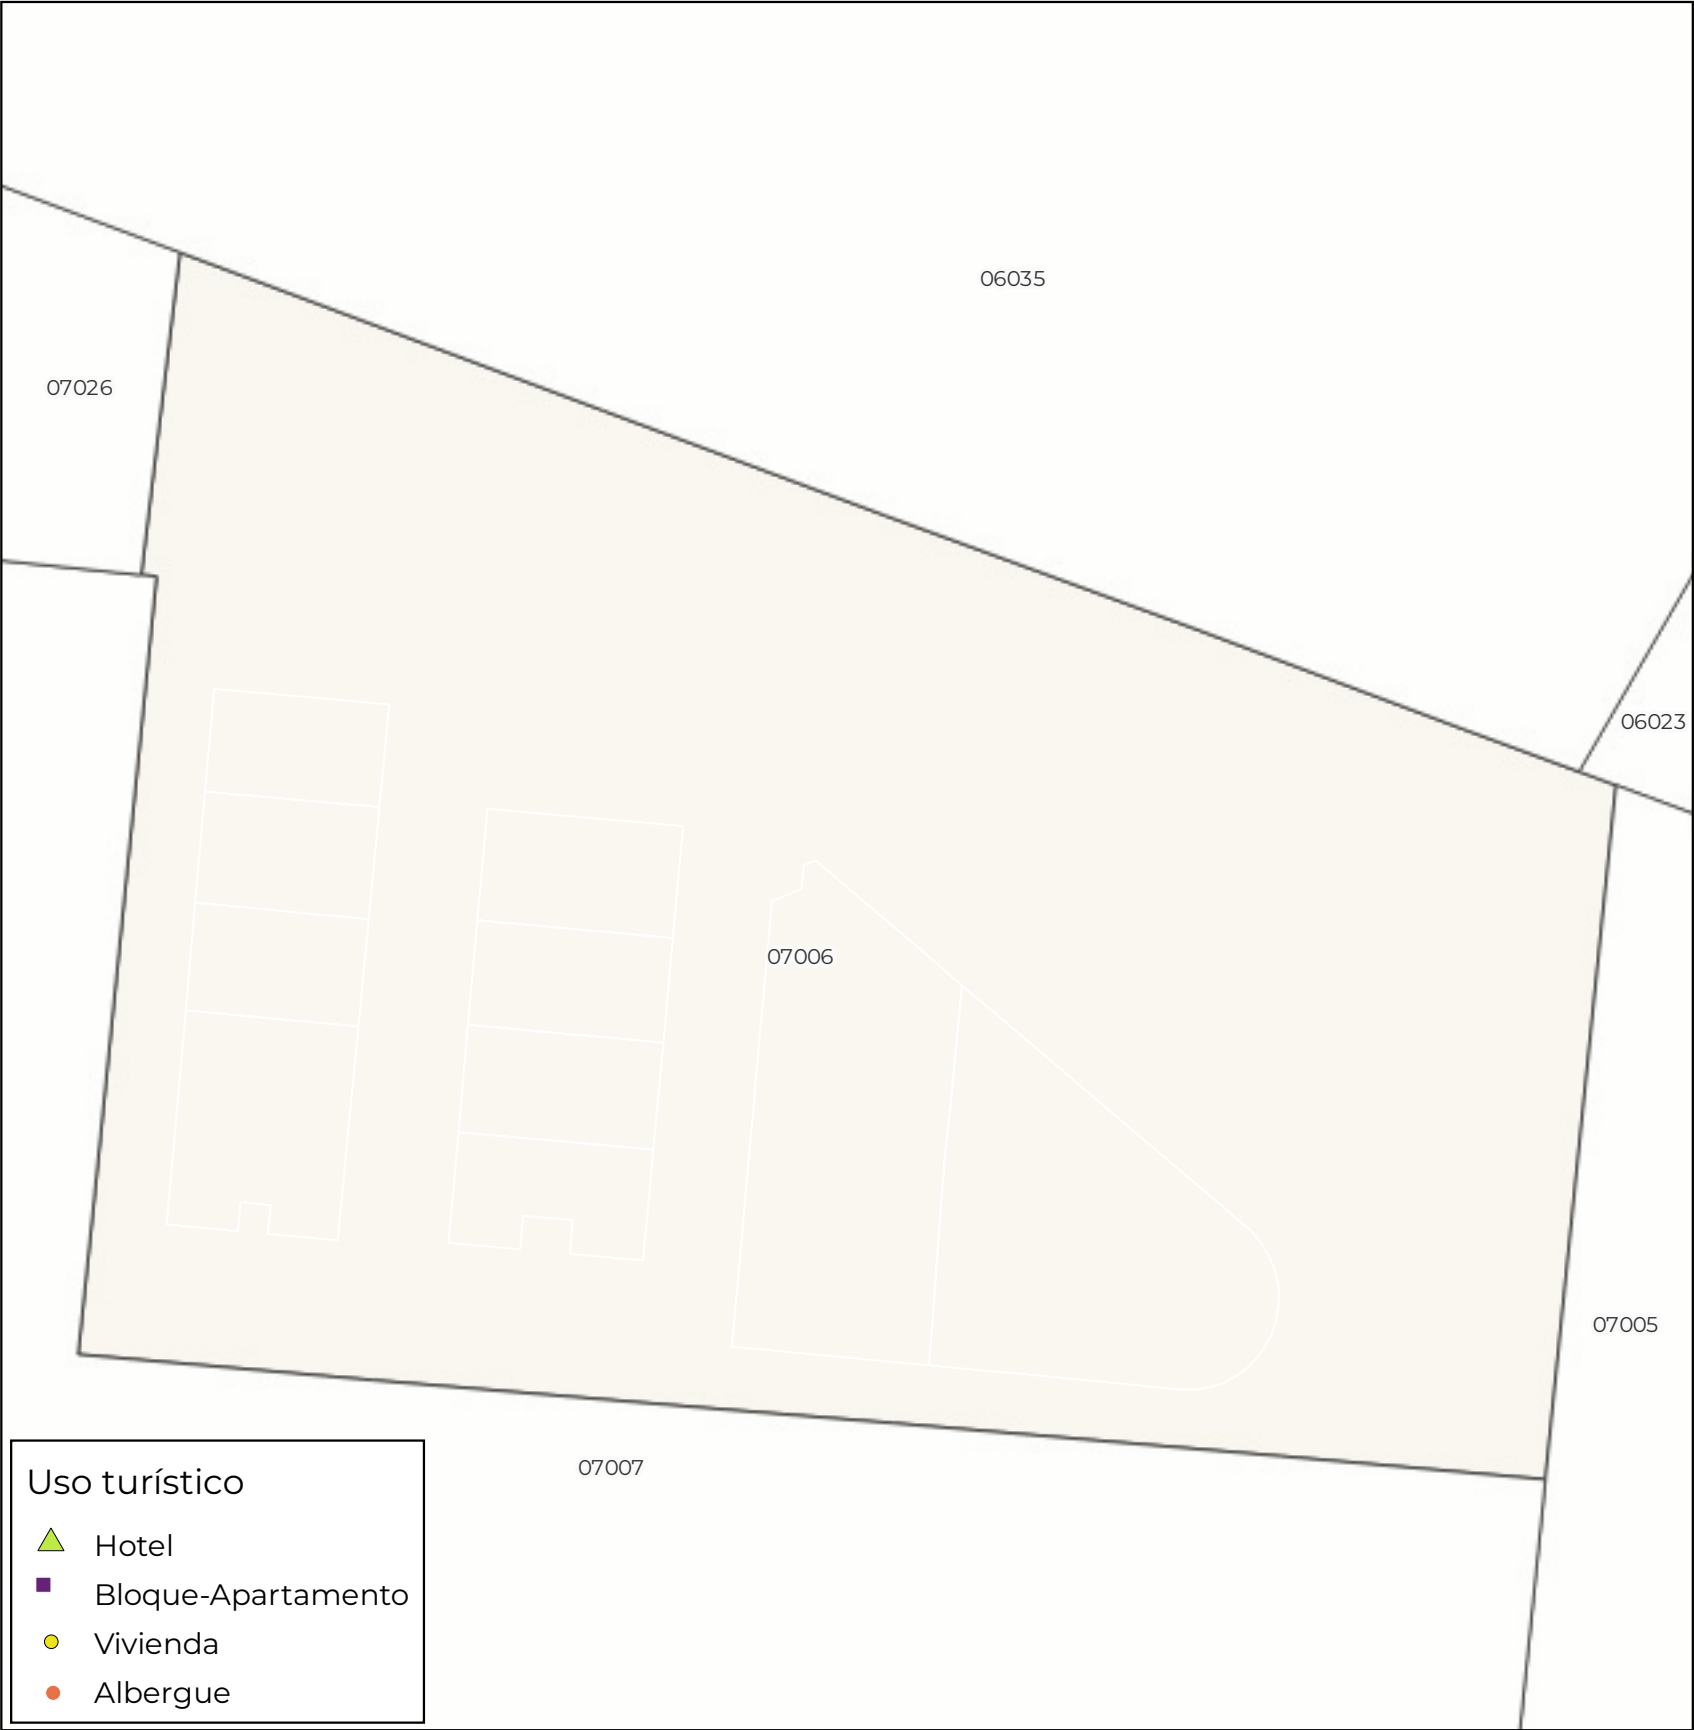 06035
07026
06023
07006
07005
07007
Uso turístico
Hotel
Bloque-Apartamento
Vivienda
Albergue